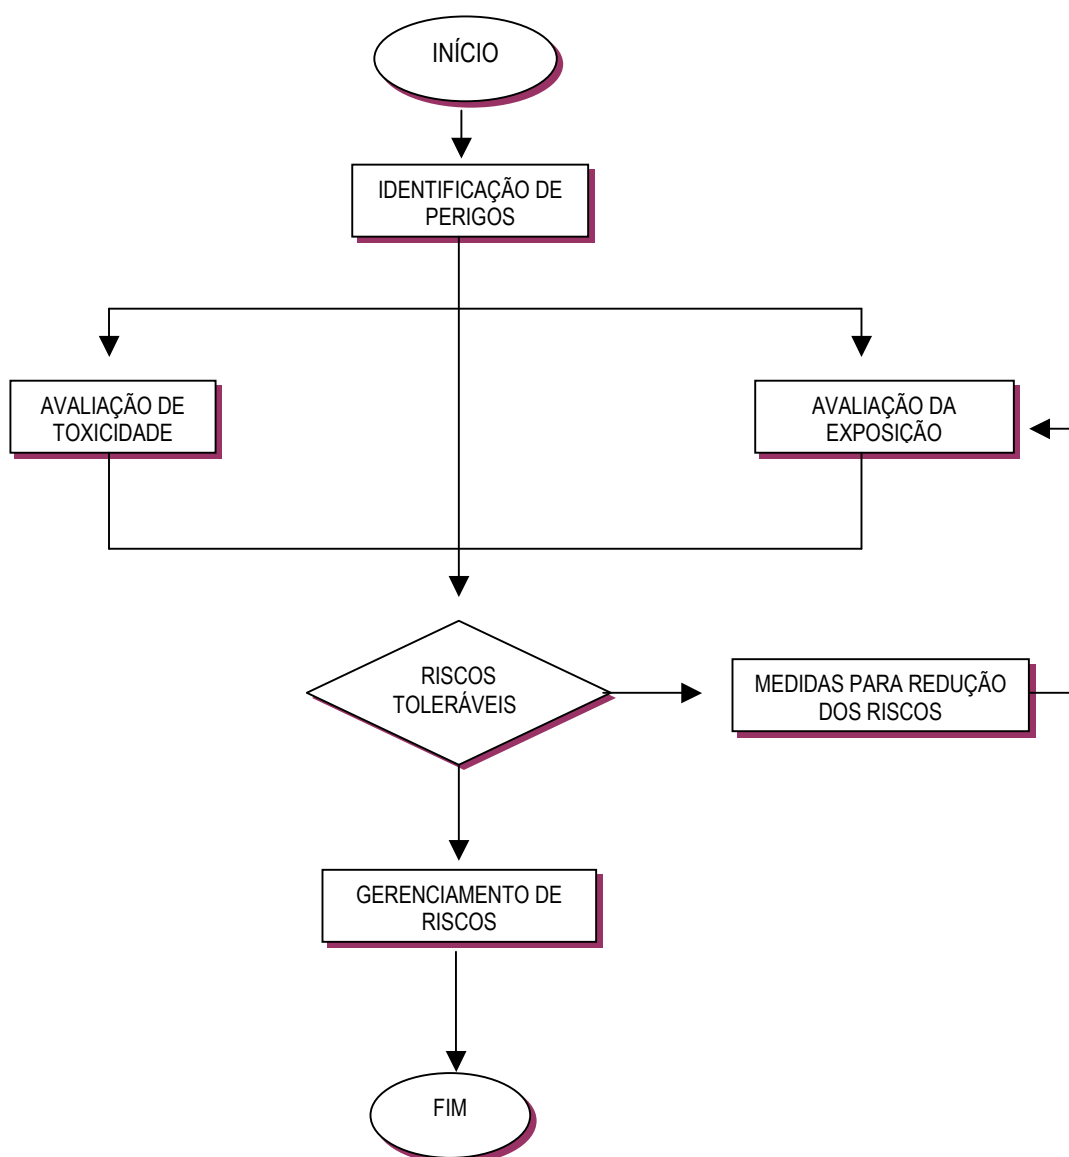 INÍCIO
IDENTIFICAÇÃO DE
PERIGOS
AVALIAÇÃO DE
TOXICIDADE
AVALIAÇÃO DA
EXPOSIÇÃO
RISCOS
TOLERÁVEIS
MEDIDAS PARA REDUÇÃO
DOS RISCOS
GERENCIAMENTO DE
RISCOS
FIM